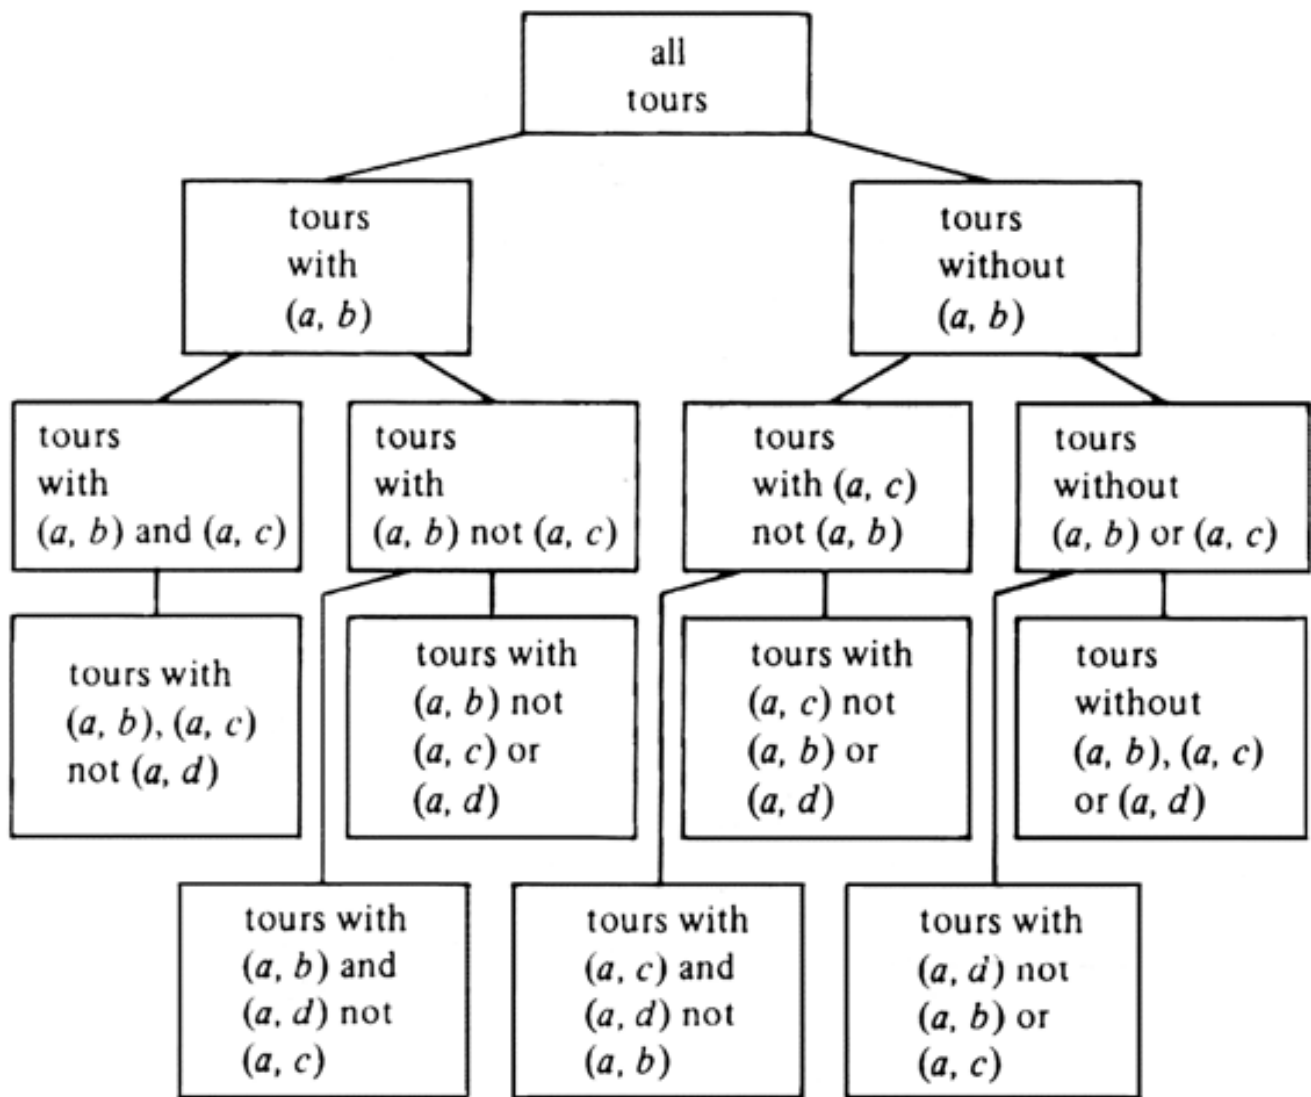 all
tours
tours
with
(a, b)
tours
without
(a, b)
tours
with
(a, b) and (a, c)
tours
with
(a, b) not (a, c)
tours
with (a, c)
not (a, b)
tours
without
(a, b) or (a, c)
tours with
(a, b), (a, c)
not (a, d)
tours with
(a, b) not
(a, c) or
(a, d)
tours with
(a, c) not
(a, b) or
(a, d)
tours
without
(a, b), (a, c)
or (a, d)
tours with
(a, b) and
(a, d) not
(a, c)
tours with
(a, c) and
(a, d) not
(a, b)
tours with
(a, d) not
(a, b) or
(a, c)